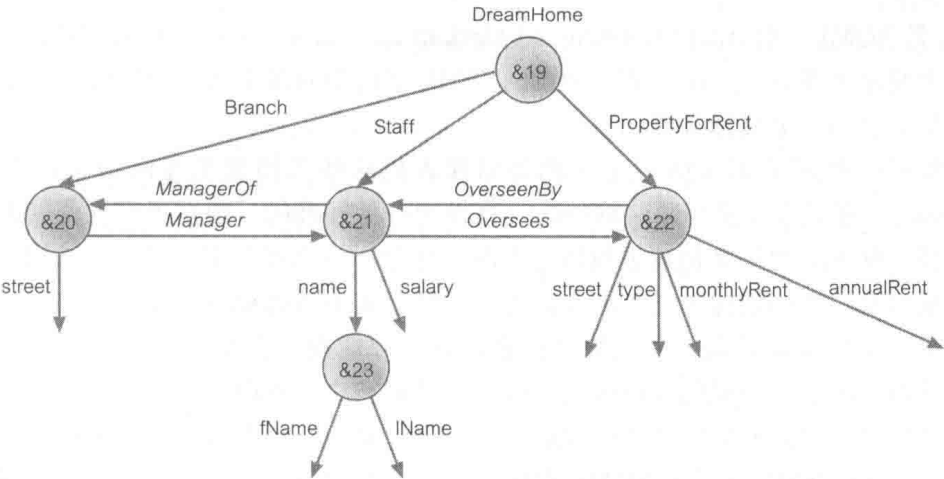 DreamHome
&19
Branch
Staff
PropertyForRent
ManagerOf
OverseenBy
&20
&21
&22
Manager
Oversees
street
name
salary
street
type
monthlyRent
annualRent
&23
fName
lName